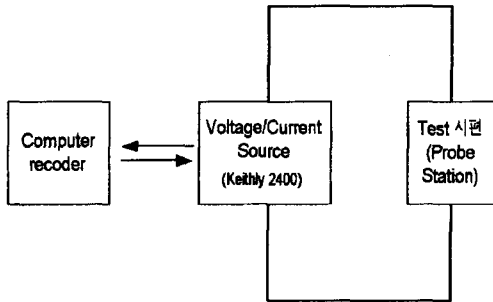 Computer
recoder
Voltage/Current
Source
(Keithly 2400)
Test 시편
(Probe
Station)